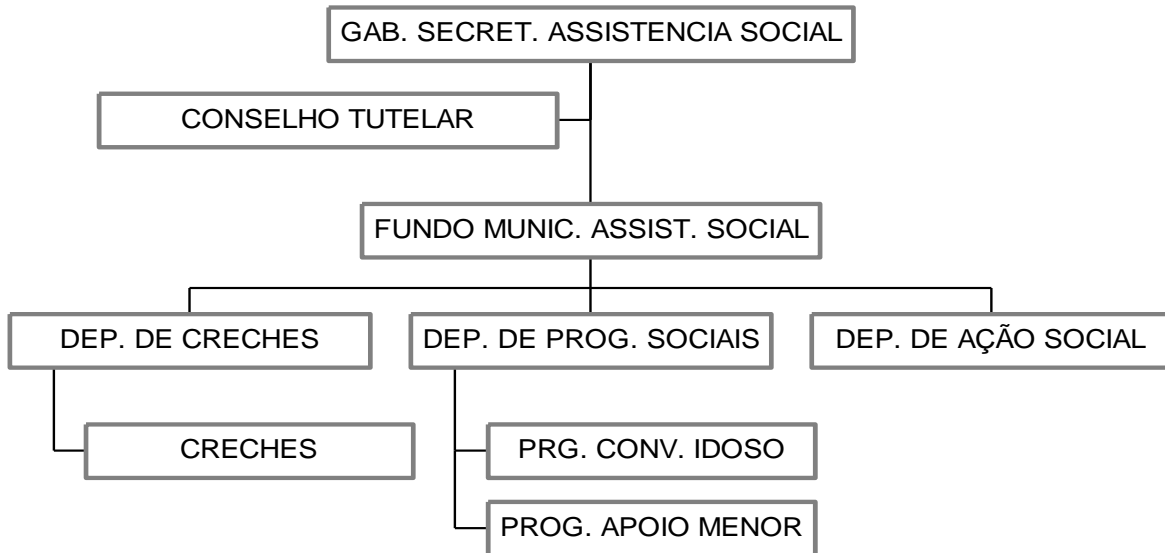 GAB. SECRET. ASSISTENCIA SOCIAL
CONSELHO TUTELAR
FUNDO MUNIC. ASSIST. SOCIAL
DEP. DE CRECHES
DEP. DE PROG. SOCIAIS
DEP. DE AÇÃO SOCIAL
CRECHES
PRG. CONV. IDOSO
PROG. APOIO MENOR